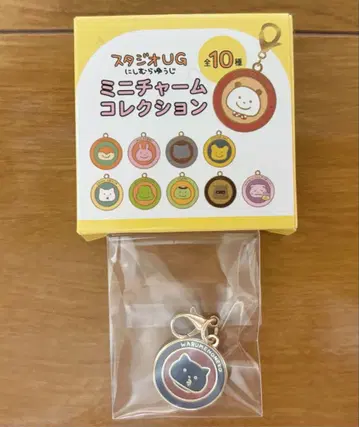 スタジオUG
にしむらゆうじ
ミニチャーム
コレクション
全10種
WARUMENONEKO